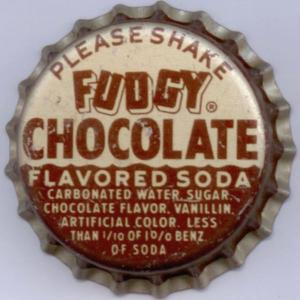 PLEASE SHAKE
FUDGY®
CHOCOLATE
FLAVORED SODA
CARBONATED WATER, SUGAR,
CHOCOLATE FLAVOR, VANILLIN,
ARTIFICIAL COLOR. LESS
THAN 1/10 OF 1% BENZ.
OF SODA